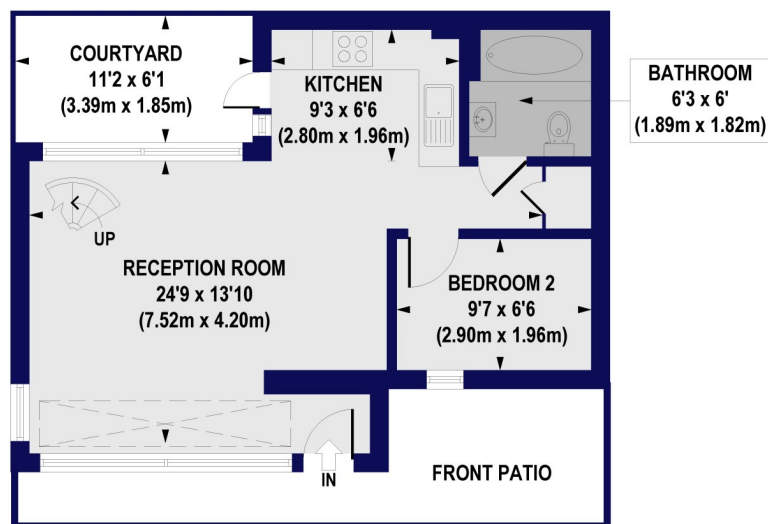 COURTYARD
11'2 x 6'1
(3.39m x 1.85m)
KITCHEN
9'3 x 6'6
(2.80m x 1.96m)
BATHROOM
6'3 x 6'
(1.89m x 1.82m)
UP
RECEPTION ROOM
24'9 x 13'10
(7.52m x 4.20m)
BEDROOM 2
9'7 x 6'6
(2.90m x 1.96m)
IN
FRONT PATIO